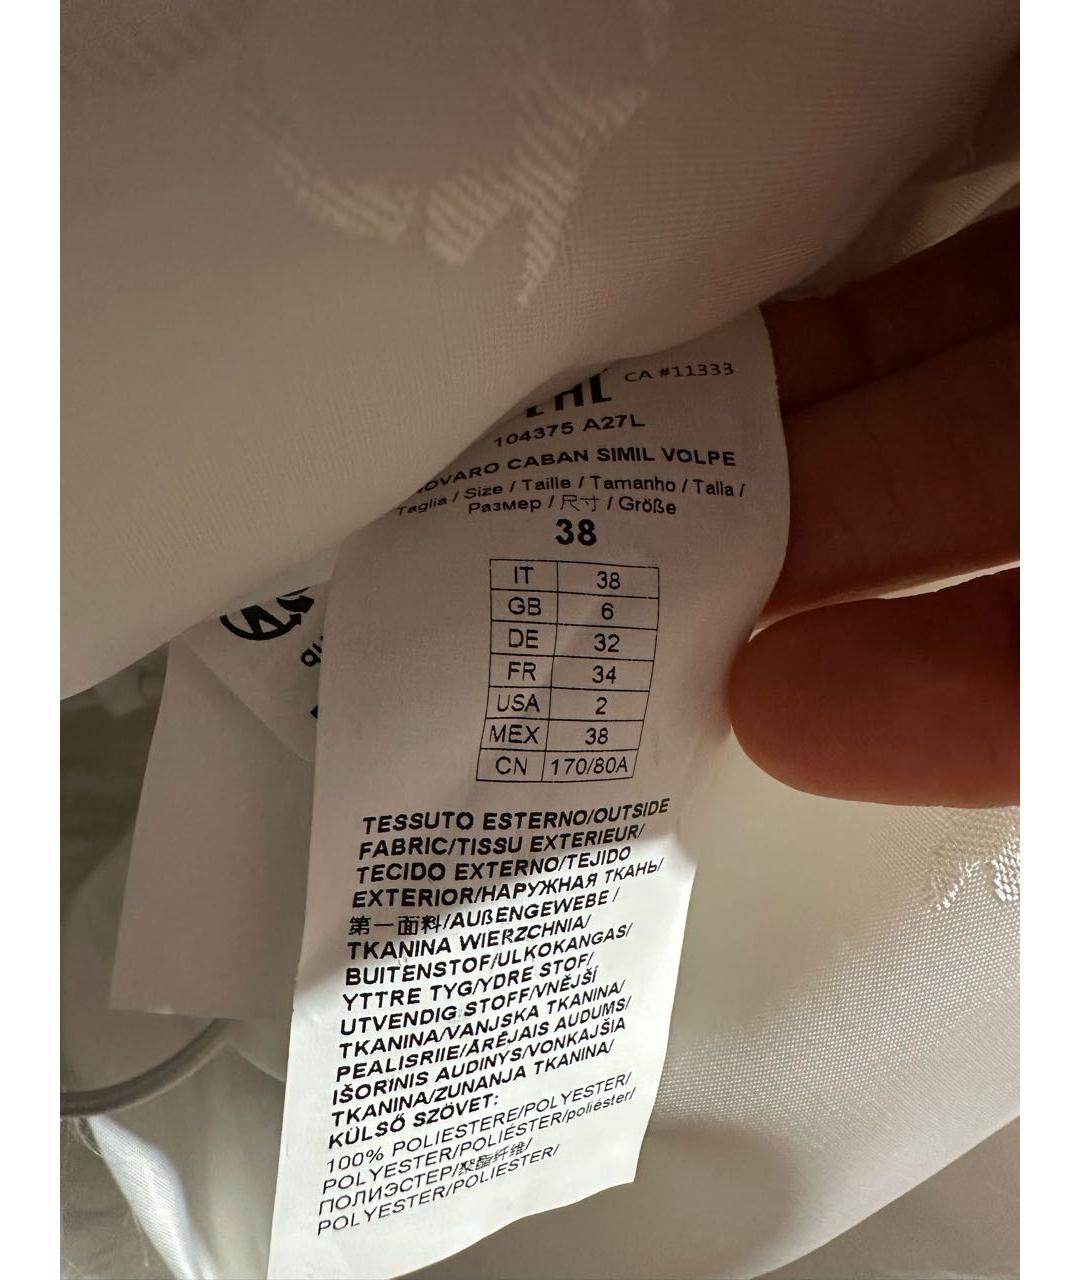 EAC CA #11333
104375 A27L
OVARO CABAN SIMIL VOLPE
Taglia / Size / Taille / Tamanho / Talla /
Размер / 尺寸 / Größe
38
IT 38
GB 6
DE 32
FR 34
USA 2
MEX 38
CN 170/80A
TESSUTO ESTERNO/OUTSIDE
FABRIC/TISSU EXTERIEUR/
TECIDO EXTERNO/TEJIDO
EXTERIOR/НАРУЖНАЯ ТКАНЬ/
第一面料/AUßENGEWEBE /
TKANINA WIERZCHNIA/
BUITENSTOF/ULKOKANGAS/
YTTRE TYG/YDRE STOF/
UTVENDIG STOFF/VNĚJŠÍ
TKANINA/VANJSKA TKANINA/
PEALISRIIE/ĀRĒJAIS AUDUMS/
IŠORINIS AUDINYS/VONKAJŠIA
TKANINA/ZUNANJA TKANINA/
KÜLSŐ SZÖVET:
100% POLIESTERE/POLYESTER/
POLYESTER/POLIÉSTER/poliéster/
ПОЛИЭСТЕР/聚酯纤维/
POLYESTER/POLIESTER/